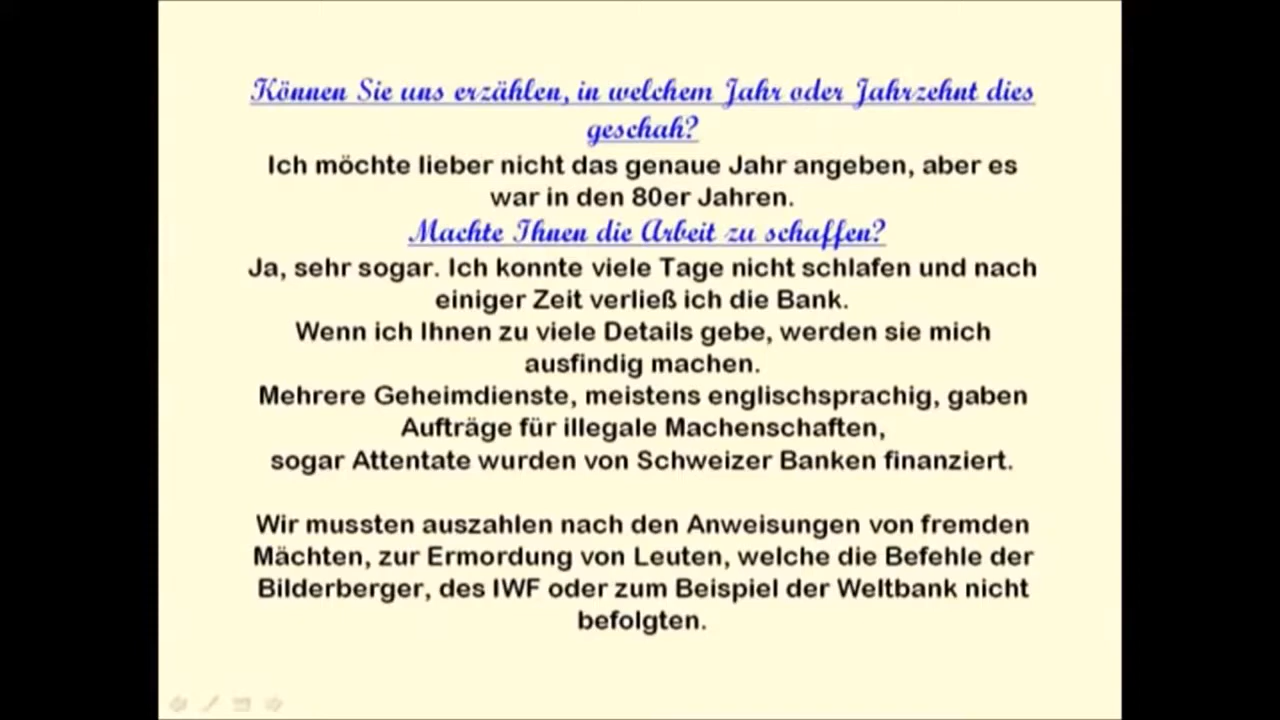 Können Sie uns erzählen, in welchem Jahr oder Jahrzehnt dies
geschah?
Ich möchte lieber nicht das genaue Jahr angeben, aber es
war in den 80er Jahren.
Machte Ihnen die Arbeit zu schaffen?
Ja, sehr sogar. Ich konnte viele Tage nicht schlafen und nach
einiger Zeit verließ ich die Bank.
Wenn ich Ihnen zu viele Details gebe, werden sie mich
ausfindig machen.
Mehrere Geheimdienste, meistens englischsprachig, gaben
Aufträge für illegale Machenschaften,
sogar Attentate wurden von Schweizer Banken finanziert.
Wir mussten auszahlen nach den Anweisungen von fremden
Mächten, zur Ermordung von Leuten, welche die Befehle der
Bilderberger, des IWF oder zum Beispiel der Weltbank nicht
befolgten.